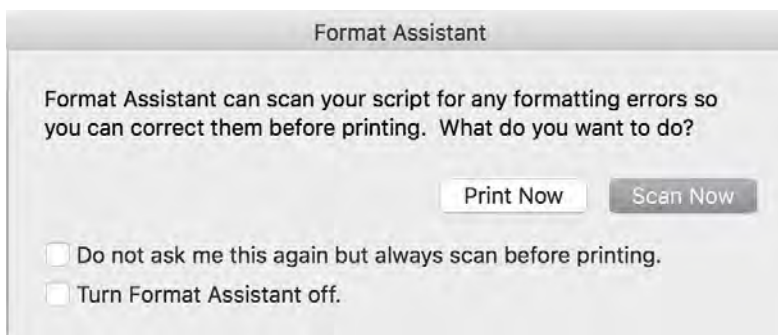 Format Assistant
Format Assistant can scan your script for any formatting errors so
you can correct them before printing.  What do you want to do?
Print Now
Scan Now
Do not ask me this again but always scan before printing.
Turn Format Assistant off.